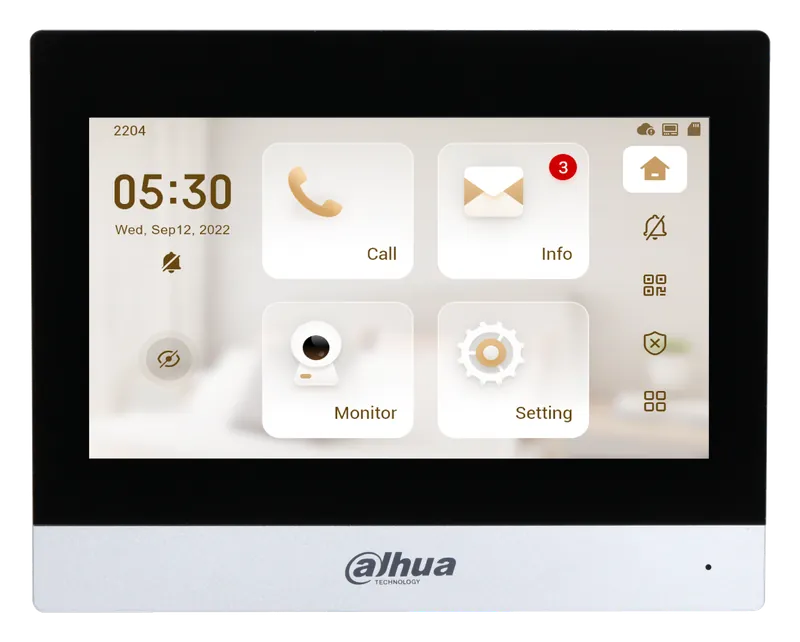 2204
05:30
Wed, Sep12, 2022
Call
3
Info
Monitor
Setting
alhua
TECHNOLOGY